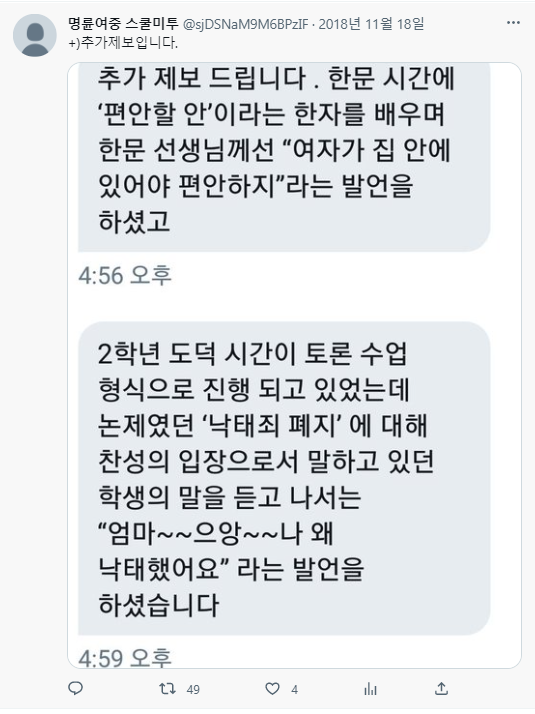 명륜여중 스쿨미투 @sjDSNaM9M6BPzIF · 2018년 11월 18일
+)추가제보입니다.
추가 제보 드립니다 . 한문 시간에
‘편안할 안’이라는 한자를 배우며
한문 선생님께선 “여자가 집 안에
있어야 편안하지”라는 발언을
하셨고
4:56 오후
2학년 도덕 시간이 토론 수업
형식으로 진행 되고 있었는데
논제였던 ‘낙태죄 폐지’ 에 대해
찬성의 입장으로서 말하고 있던
학생의 말을 듣고 나서는
“엄마~~으앙~~나 왜
낙태했어요” 라는 발언을
하셨습니다
4:59 오후
49
4